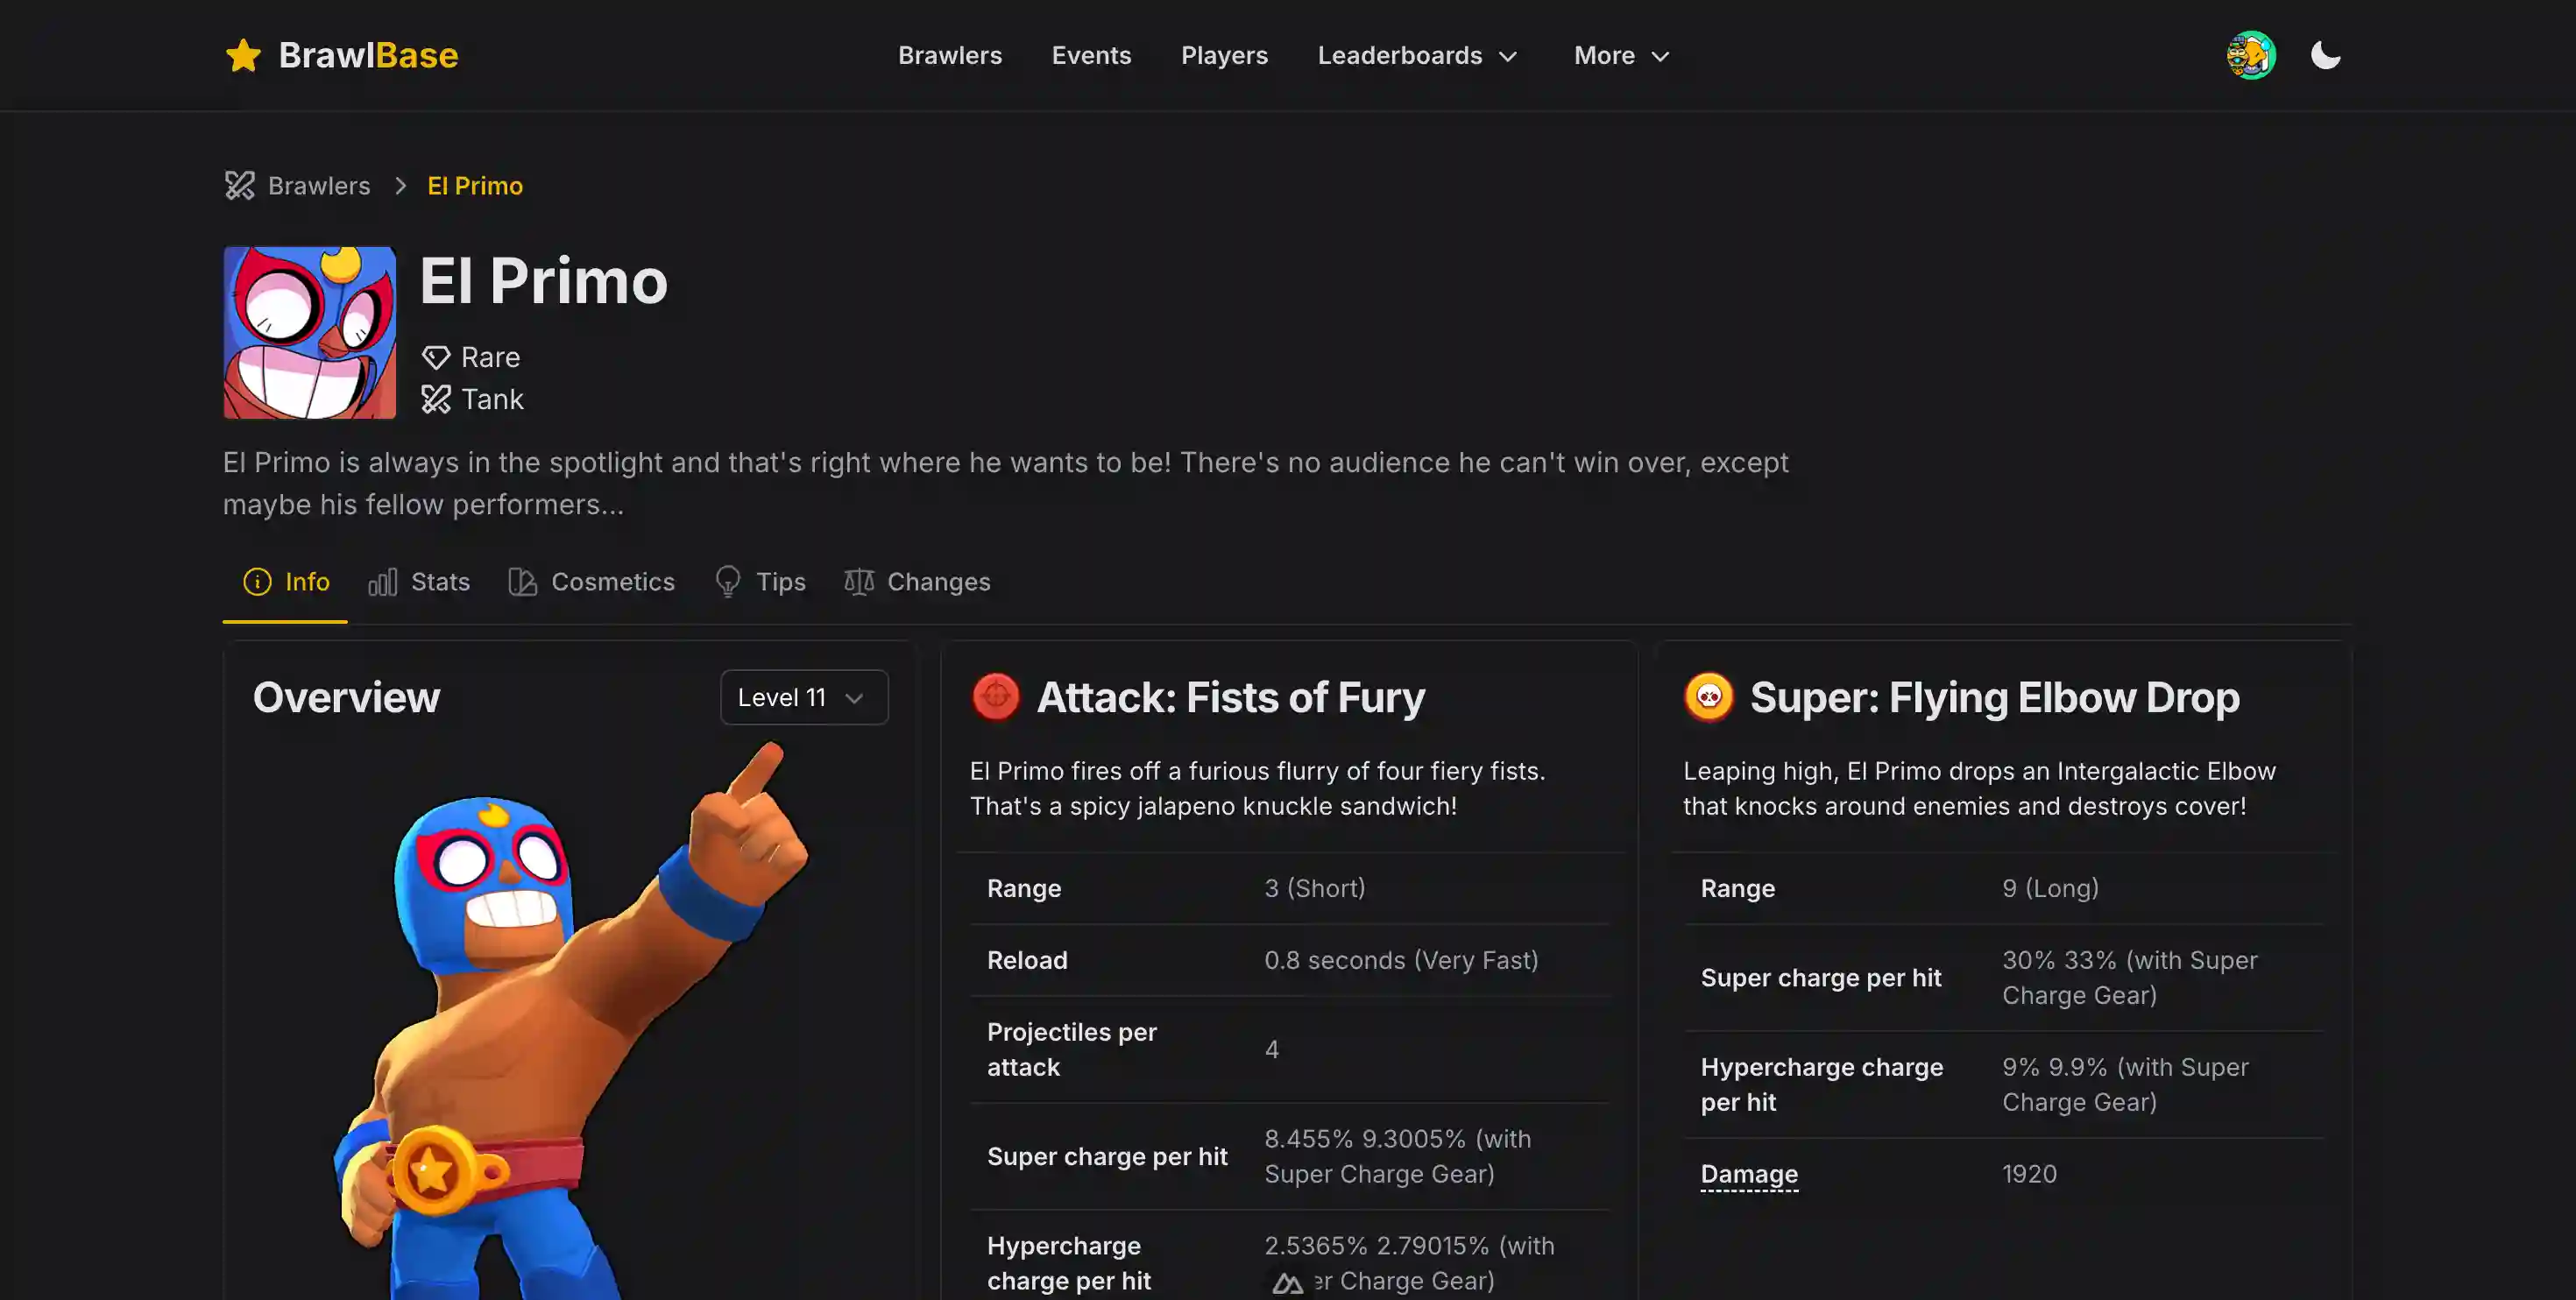 BrawlBase
Brawlers
Events
Players
Leaderboards
More
Brawlers
El Primo
El Primo
Rare
Tank
El Primo is always in the spotlight and that's right where he wants to be! There's no audience he can't win over, except
maybe his fellow performers...
Info
Stats
Cosmetics
Tips
Changes
Overview
Level 11
Attack: Fists of Fury
El Primo fires off a furious flurry of four fiery fists.
That's a spicy jalapeno knuckle sandwich!
Range
3 (Short)
Reload
0.8 seconds (Very Fast)
Projectiles per
attack
4
Super charge per hit
8.455% 9.3005% (with
Super Charge Gear)
Hypercharge
charge per hit
2.5365% 2.79015% (with
Charge Gear)
Super: Flying Elbow Drop
Leaping high, El Primo drops an Intergalactic Elbow
that knocks around enemies and destroys cover!
Range
9 (Long)
Super charge per hit
30% 33% (with Super
Charge Gear)
Hypercharge charge
per hit
9% 9.9% (with Super
Charge Gear)
Damage
1920